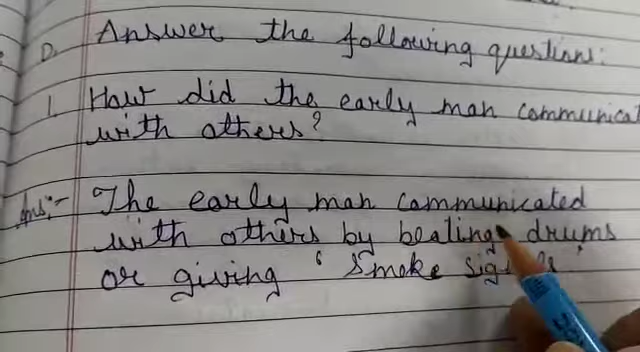 D. Answer the following questions:
1. How did the early man communicat
with others?
Ans:- The early man communicated
with others by beating drums
or giving 'Smoke signals'